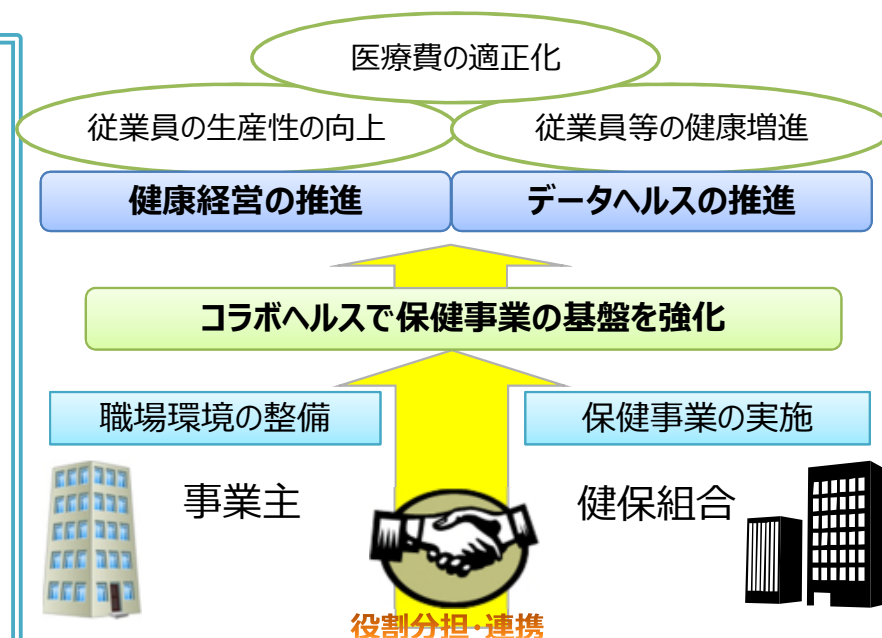 医療費の適正化
従業員の生産性の向上
従業員等の健康増進
健康経営の推進
データヘルスの推進
コラボヘルスで保健事業の基盤を強化
職場環境の整備
保健事業の実施
事業主
健保組合
役割分担・連携